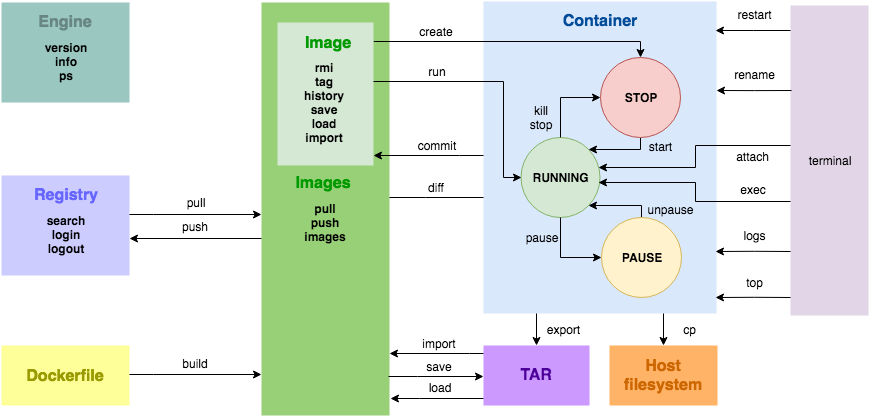 Engine
version
info
ps
Registry
search
login
logout
Dockerfile
pull
push
build
Image
rmi
tag
history
save
load
import
Images
pull
push
images
create
run
commit
diff
import
save
load
Container
STOP
kill
stop
start
RUNNING
unpause
pause
PAUSE
export
cp
TAR
Host
filesystem
restart
rename
attach
exec
logs
top
terminal